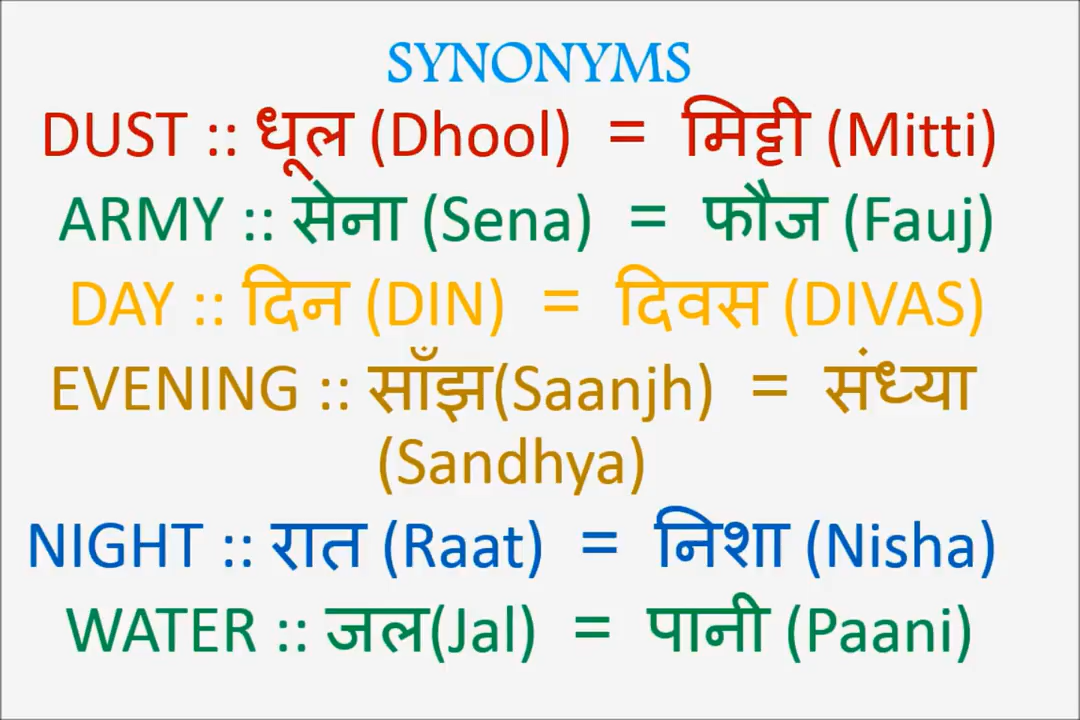 SYNONYMS
DUST :: धूल (Dhool) = मिट्टी (Mitti)
ARMY :: सेना (Sena) = फौज (Fauj)
DAY :: दिन (DIN) = दिवस (DIVAS)
EVENING :: साँझ(Saanjh) = संध्या
(Sandhya)
NIGHT :: रात (Raat) = निशा (Nisha)
WATER :: जल(Jal) = पानी (Paani)